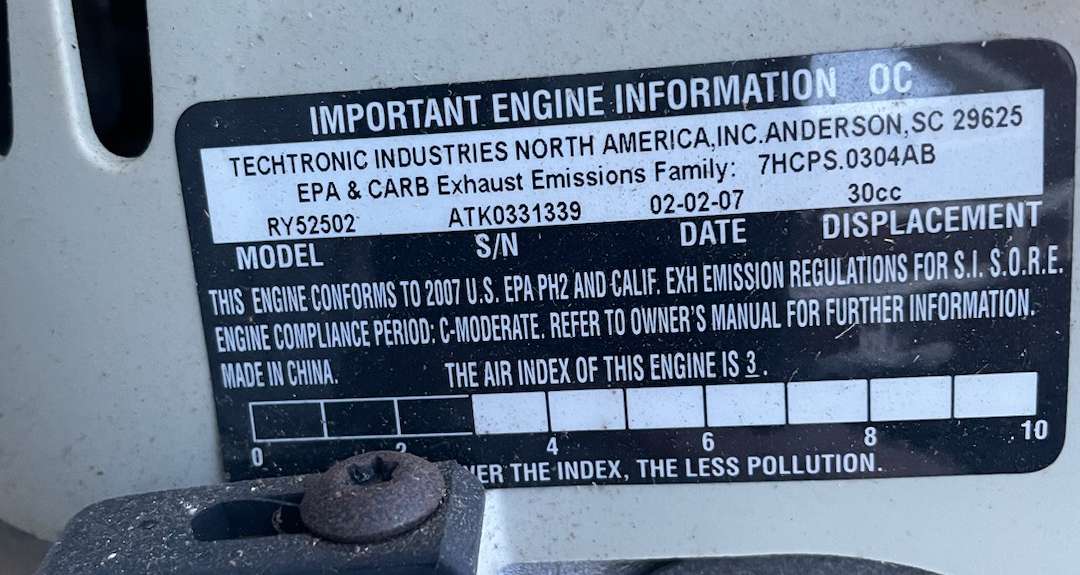 IMPORTANT ENGINE INFORMATION OC
TECHTRONIC INDUSTRIES NORTH AMERICA,INC.ANDERSON,SC 29625
EPA & CARB Exhaust Emissions Family: 7HCPS.0304AB
RY52502 ATK0331339 02-02-07 30cc
MODEL S/N DATE DISPLACEMENT
THIS ENGINE CONFORMS TO 2007 U.S. EPA PH2 AND CALIF. EXH EMISSION REGULATIONS FOR S.I. S.O.R.E.
ENGINE COMPLIANCE PERIOD: C-MODERATE. REFER TO OWNER'S MANUAL FOR FURTHER INFORMATION.
MADE IN CHINA. THE AIR INDEX OF THIS ENGINE IS 3.
0 2 4 6 8 10
THE INDEX, THE LESS POLLUTION.